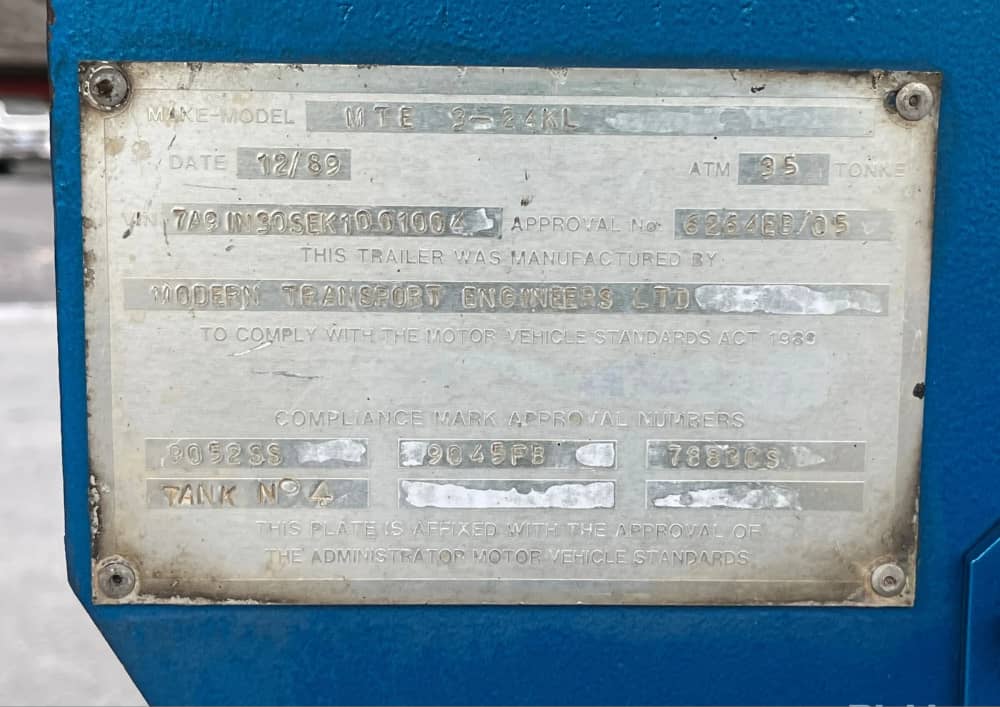 MAKE-MODEL MTE 3-24KL
DATE 12/89 ATM 35 TONNE
VIN 7A91N30SEK1001004 APPROVAL No. 6264EB/05
THIS TRAILER WAS MANUFACTURED BY
MODERN TRANSPORT ENGINEERS LTD
TO COMPLY WITH THE MOTOR VEHICLE STANDARDS ACT 1989
COMPLIANCE MARK APPROVAL NUMBERS
9052SS 9045FB 7883CS
TANK No 4
THIS PLATE IS AFFIXED WITH THE APPROVAL OF
THE ADMINISTRATOR MOTOR VEHICLE STANDARDS